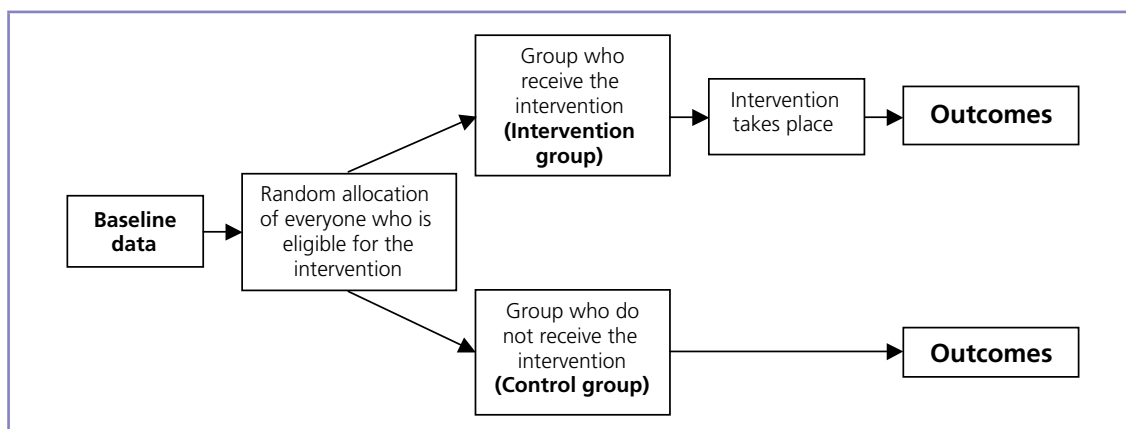 Baseline
data
Random allocation
of everyone who is
eligible for the
intervention
Group who
receive the
intervention
(Intervention
group)
Intervention
takes place
Outcomes
Group who do
not receive the
intervention
(Control group)
Outcomes